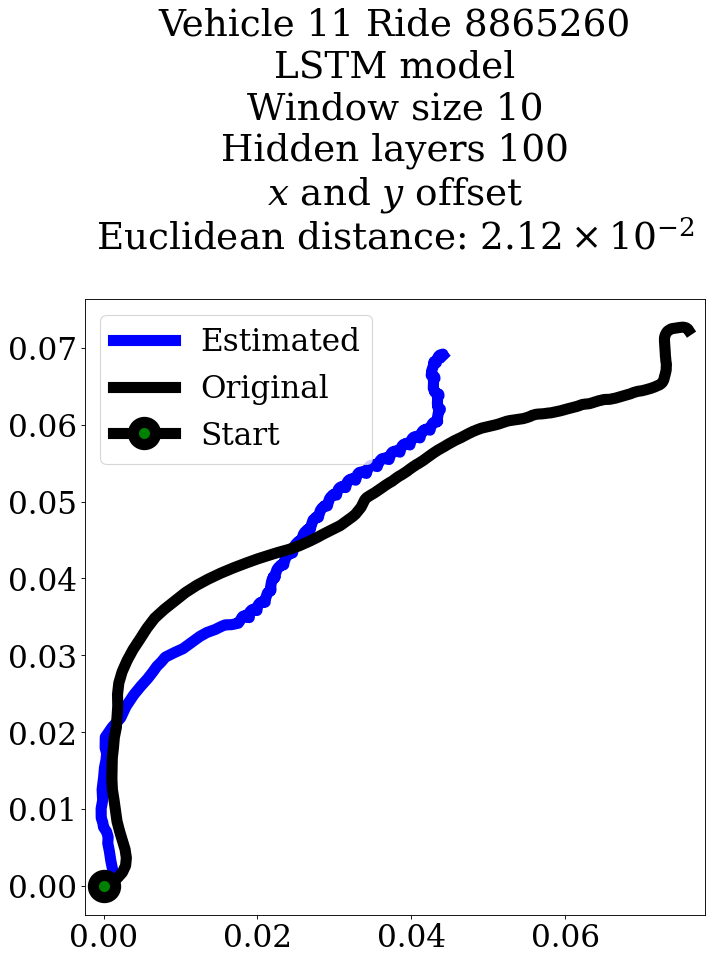 Vehicle 11 Ride 8865260
LSTM model
Window size 10
Hidden layers 100
x and y offset
Euclidean distance: 2.12 × 10⁻²
Estimated
Original
Start
0.07
0.06
0.05
0.04
0.03
0.02
0.01
0.00
0.00 0.02 0.04 0.06